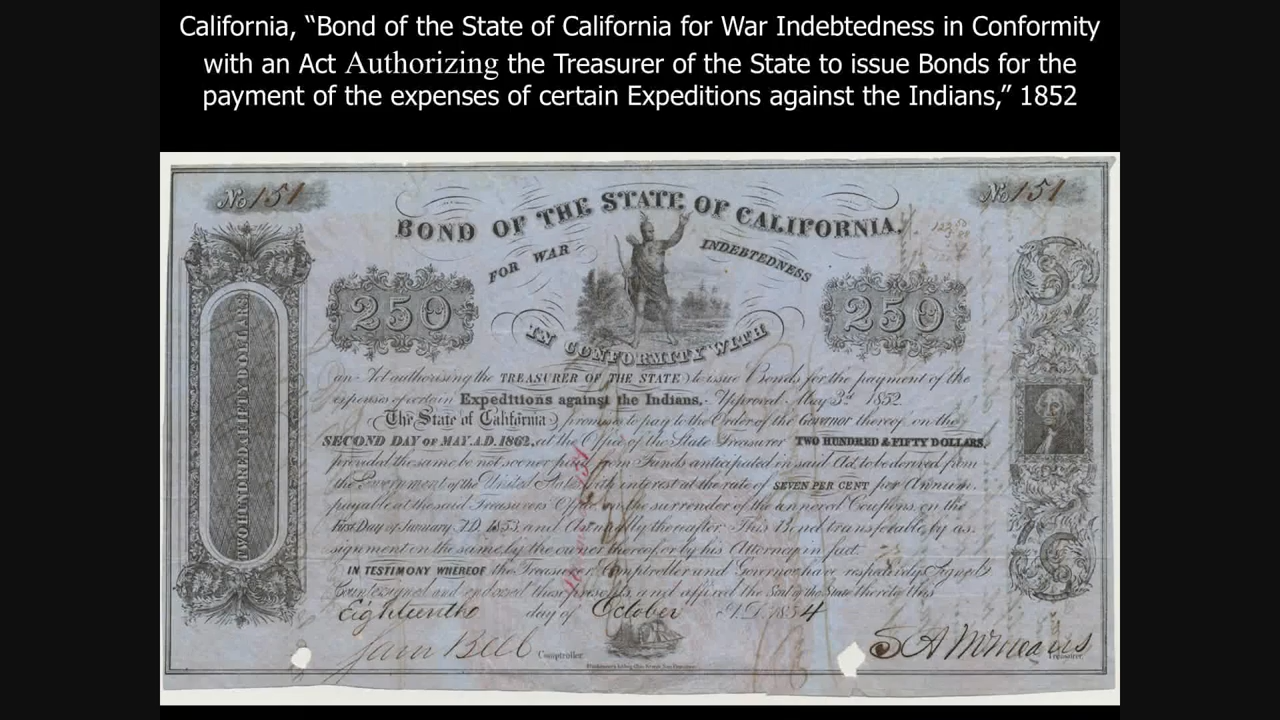 California, “Bond of the State of California for War Indebtedness in Conformity
with an Act Authorizing the Treasurer of the State to issue Bonds for the
payment of the expenses of certain Expeditions against the Indians,” 1852
No 151
No 151
BOND OF THE STATE OF CALIFORNIA.
FOR WAR INDEBTEDNESS
250
250
IN CONFORMITY WITH
TWO HUNDRED & FIFTY DOLLARS
an Act authorising the TREASURER OF THE STATE to issue Bonds for the payment of the
expenses of certain Expeditions against the Indians. Approved May 3d 1852.
The State of California promises to pay to the Order of the Governor thereof, on the
SECOND DAY OF MAY. A.D. 1862, at the Office of the State Treasurer TWO HUNDRED & FIFTY DOLLARS,
provided the same be not sooner paid from Funds anticipated in said Act, to be derived from
the Government of the United States with interest at the rate of SEVEN PER CENT per Annum.
payable at the said Treasurers Office on the surrender of the annexed Coupons on the
First Day of January A.D. 1853, and Annually thereafter. This Bond transferable, by as
signment on the same, by the owner thereof, or by his Attorney in fact.
IN TESTIMONY WHEREOF the Treasurer, Comptroller and Governor have respectively Signed
Countersigned and endorsed these presents, and affixed the Seal of the State thereto this
Eighteenth day of October A.D. 1854
Sam Bell Comptroller.
S A McMeans Treasurer.